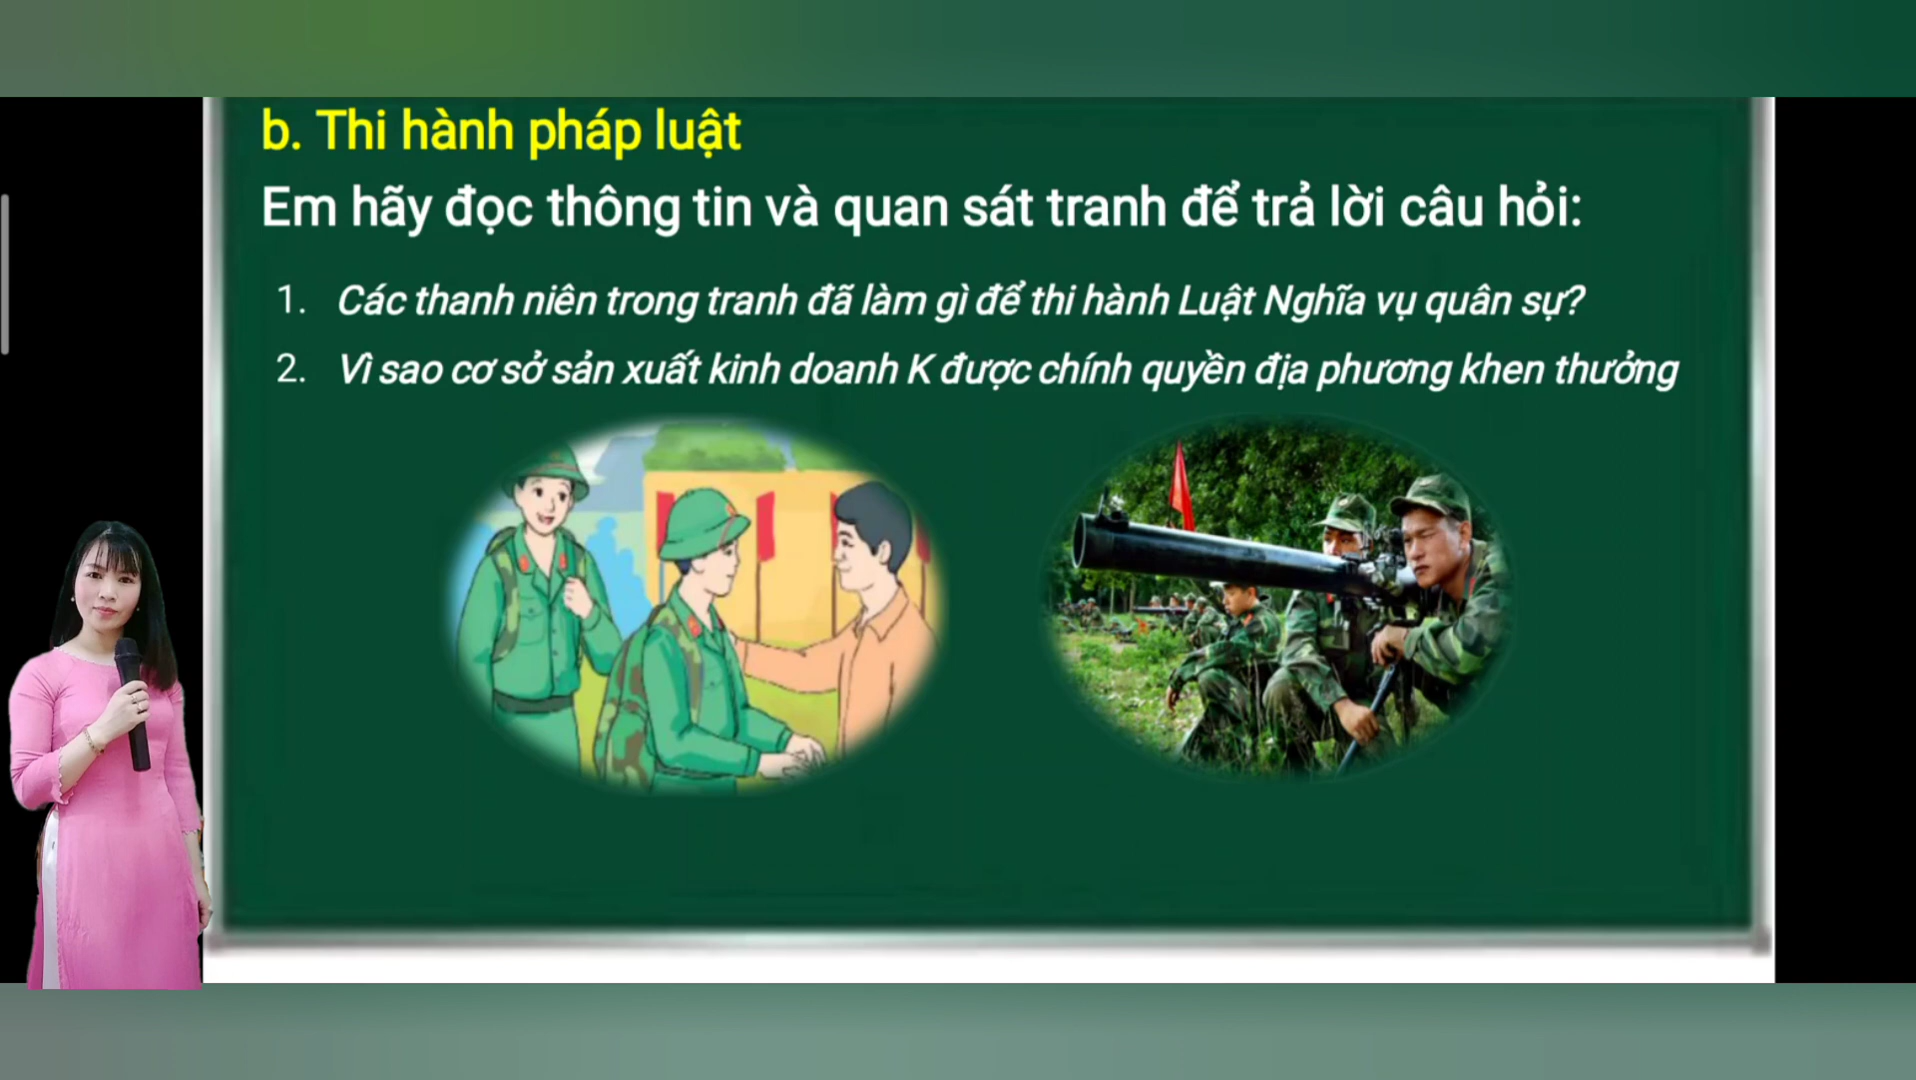 b. Thi hành pháp luật
Em hãy đọc thông tin và quan sát tranh để trả lời câu hỏi:
1. Các thanh niên trong tranh đã làm gì để thi hành Luật Nghĩa vụ quân sự?
2. Vì sao cơ sở sản xuất kinh doanh K được chính quyền địa phương khen thưởng